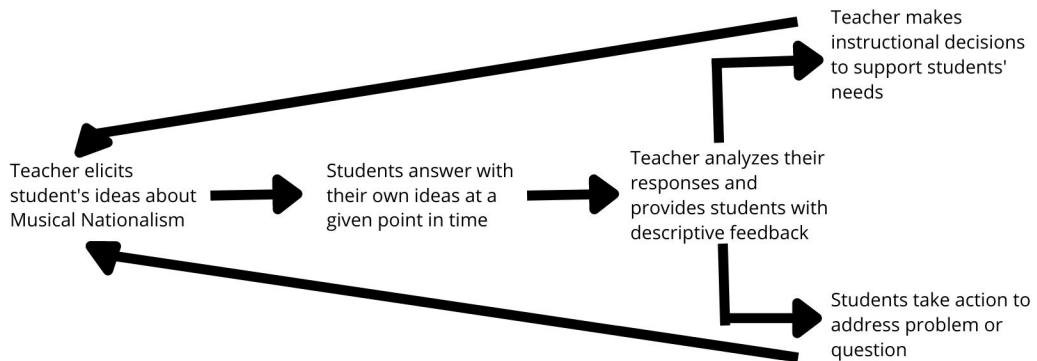 Teacher elicits
student's ideas about
Musical Nationalism
Students answer with
their own ideas at a
given point in time
Teacher analyzes their
responses and
provides students with
descriptive feedback
Teacher makes
instructional decisions
to support students'
needs
Students take action to
address problem or
question